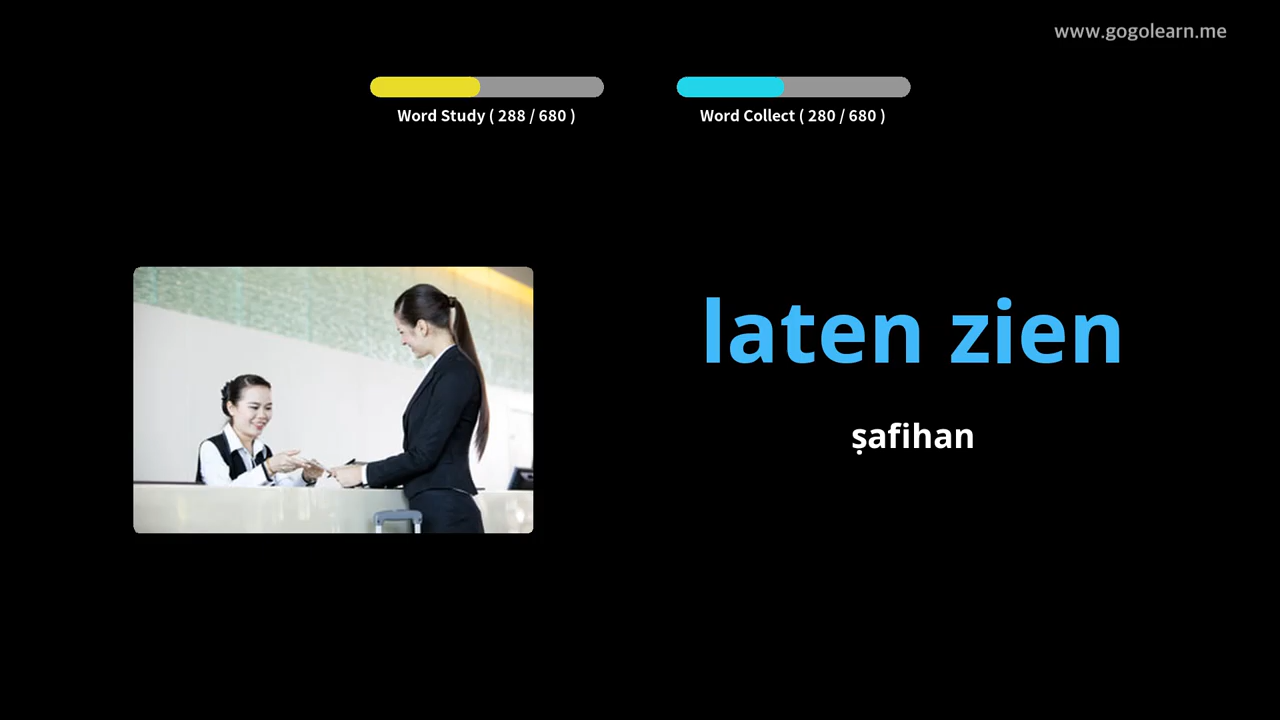 www.gogolearn.me
Word Study ( 288 / 680 )
Word Collect ( 280 / 680 )
laten zien
ṣafihan